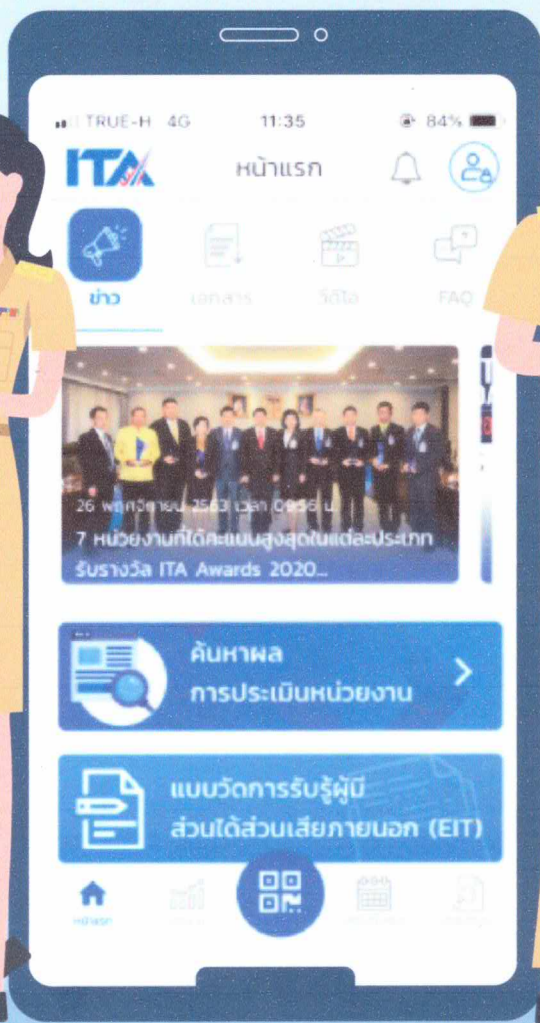 TRUE-H 4G 11:35 84%
ITA หน้าแรก
ข่าว เอกสาร วีดีโอ FAQ
26 พฤศจิกายน 2563 เวลา 09:56 น.
7 หน่วยงานที่ได้คะแนนสูงสุดในแต่ละประเภท
รับรางวัล ITA Awards 2020...
ค้นหาผล
การประเมินหน่วยงาน
แบบวัดการรับรู้ผู้มี
ส่วนได้ส่วนเสียภายนอก (EIT)
หน้าแรก